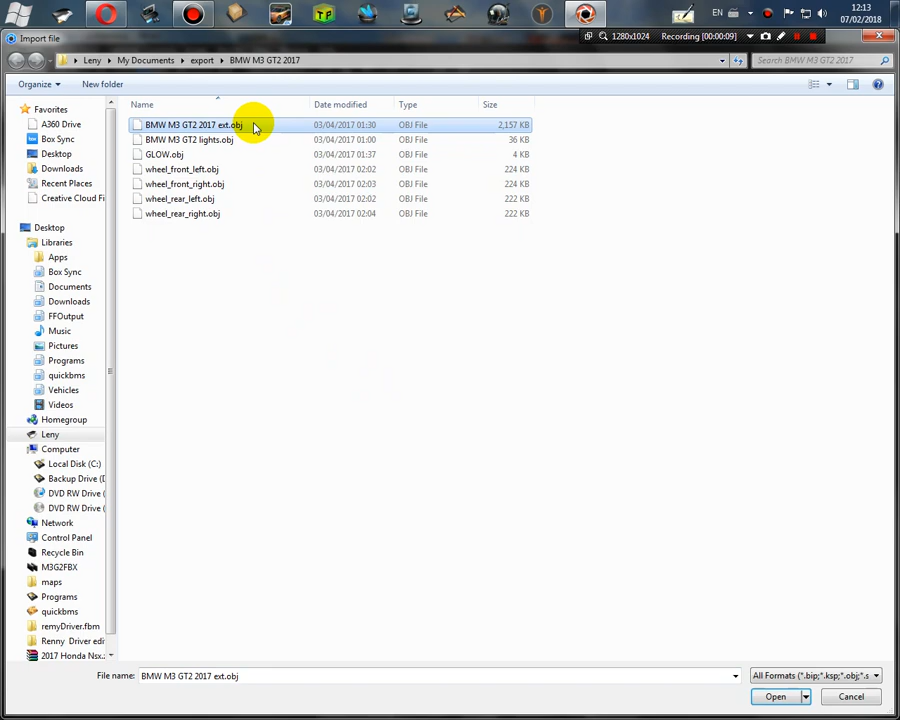 EN
12:13
07/02/2018
1280x1024 Recording [00:00:09]
Import file
Leny ▸ My Documents ▸ export ▸ BMW M3 GT2 2017
Search BMW M3 GT2 2017
Organize New folder
Name Date modified Type Size
BMW M3 GT2 2017 ext.obj 03/04/2017 01:30 OBJ File 2,157 KB
BMW M3 GT2 lights.obj 03/04/2017 01:00 OBJ File 36 KB
GLOW.obj 03/04/2017 01:37 OBJ File 4 KB
wheel_front_left.obj 03/04/2017 02:02 OBJ File 224 KB
wheel_front_right.obj 03/04/2017 02:03 OBJ File 224 KB
wheel_rear_left.obj 03/04/2017 02:02 OBJ File 222 KB
wheel_rear_right.obj 03/04/2017 02:04 OBJ File 222 KB
Favorites
A360 Drive
Box Sync
Desktop
Downloads
Recent Places
Creative Cloud Fi
Desktop
Libraries
Apps
Box Sync
Documents
Downloads
FFOutput
Music
Pictures
Programs
quickbms
Vehicles
Videos
Homegroup
Leny
Computer
Local Disk (C:)
Backup Drive (D
DVD RW Drive (
DVD RW Drive (
Network
Control Panel
Recycle Bin
M3G2FBX
maps
Programs
quickbms
remyDriver.fbm
Renny Driver edi
2017 Honda Nsx.:
File name: BMW M3 GT2 2017 ext.obj
All Formats (*.bip;*.ksp;*.obj;*.s
Open Cancel